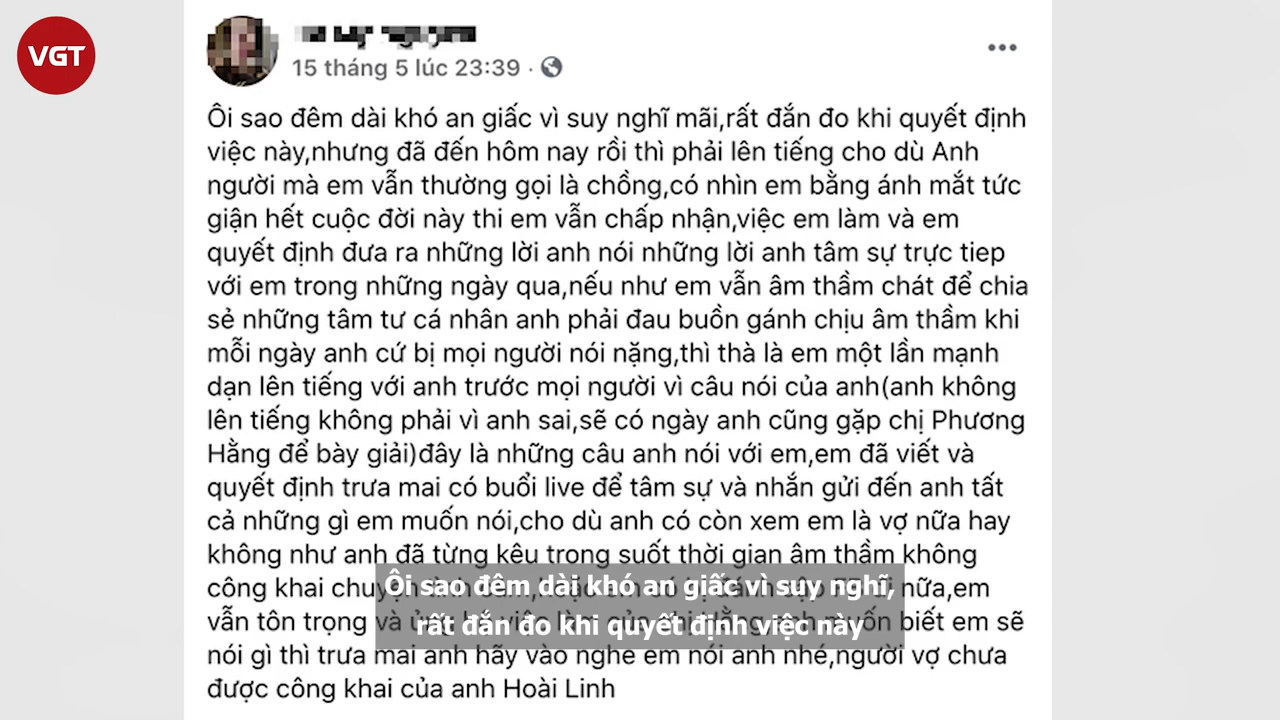 VGT
15 tháng 5 lúc 23:39 ·
Ôi sao đêm dài khó an giấc vì suy nghĩ mãi,rất đắn đo khi quyết định
việc này,nhưng đã đến hôm nay rồi thì phải lên tiếng cho dù Anh
người mà em vẫn thường gọi là chồng,có nhìn em bằng ánh mắt tức
giận hết cuộc đời này thi em vẫn chấp nhận,việc em làm và em
quyết định đưa ra những lời anh nói những lời anh tâm sự trực tiep
với em trong những ngày qua,nếu như em vẫn âm thầm chát để chia
sẻ những tâm tư cá nhân anh phải đau buồn gánh chịu âm thầm khi
mỗi ngày anh cứ bị mọi người nói nặng,thì thà là em một lần mạnh
dạn lên tiếng với anh trước mọi người vì câu nói của anh(anh không
lên tiếng không phải vì anh sai,sẽ có ngày anh cũng gặp chị Phương
Hằng để bày giải)đây là những câu anh nói với em,em đã viết và
quyết định trưa mai có buổi live để tâm sự và nhắn gửi đến anh tất
cả những gì em muốn nói,cho dù anh có còn xem em là vợ nữa hay
không như anh đã từng kêu trong suốt thời gian âm thầm không
công khai chuyện nữa,em
vẫn tôn trọng và biết em sẽ
nói gì thì trưa mai anh hãy vào nghe em nói anh nhé,người vợ chưa
được công khai của anh Hoài Linh
Ôi sao đêm dài khó an giấc vì suy nghĩ,
rất đắn đo khi quyết định việc này